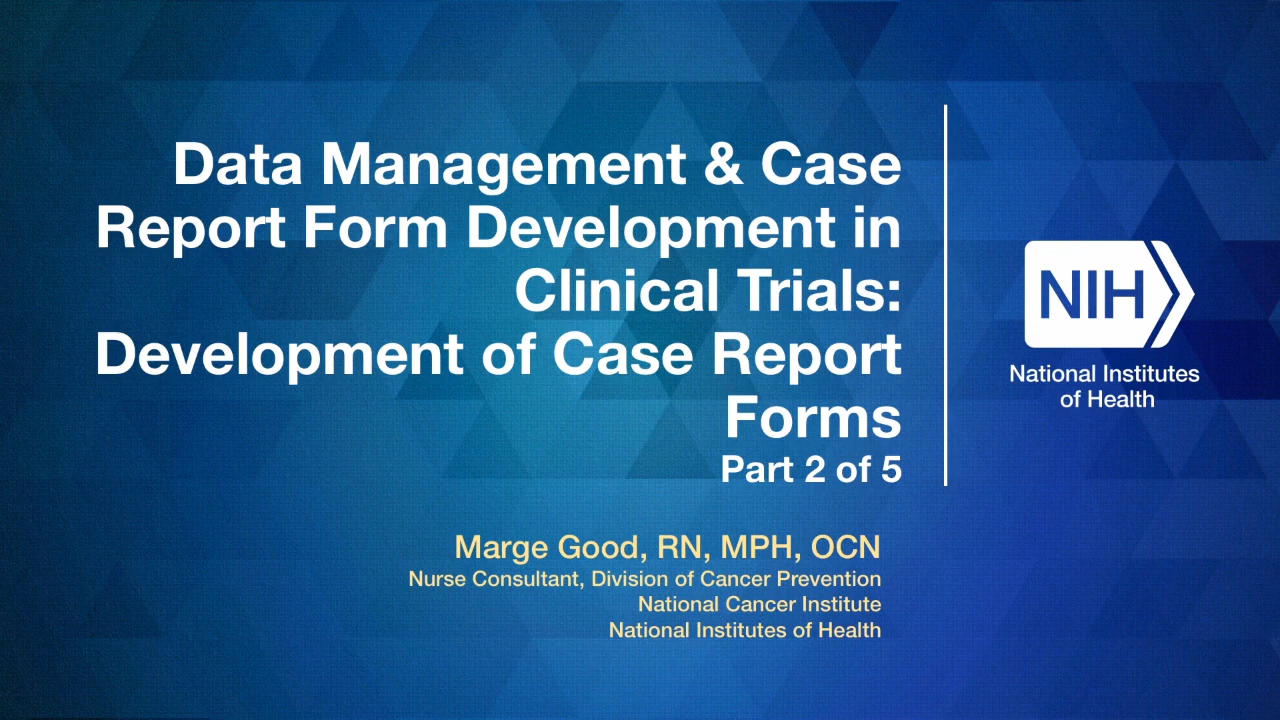 Data Management & Case
Report Form Development in
Clinical Trials:
Development of Case Report
Forms
Part 2 of 5
Marge Good, RN, MPH, OCN
Nurse Consultant, Division of Cancer Prevention
National Cancer Institute
National Institutes of Health
NIH
National Institutes
of Health